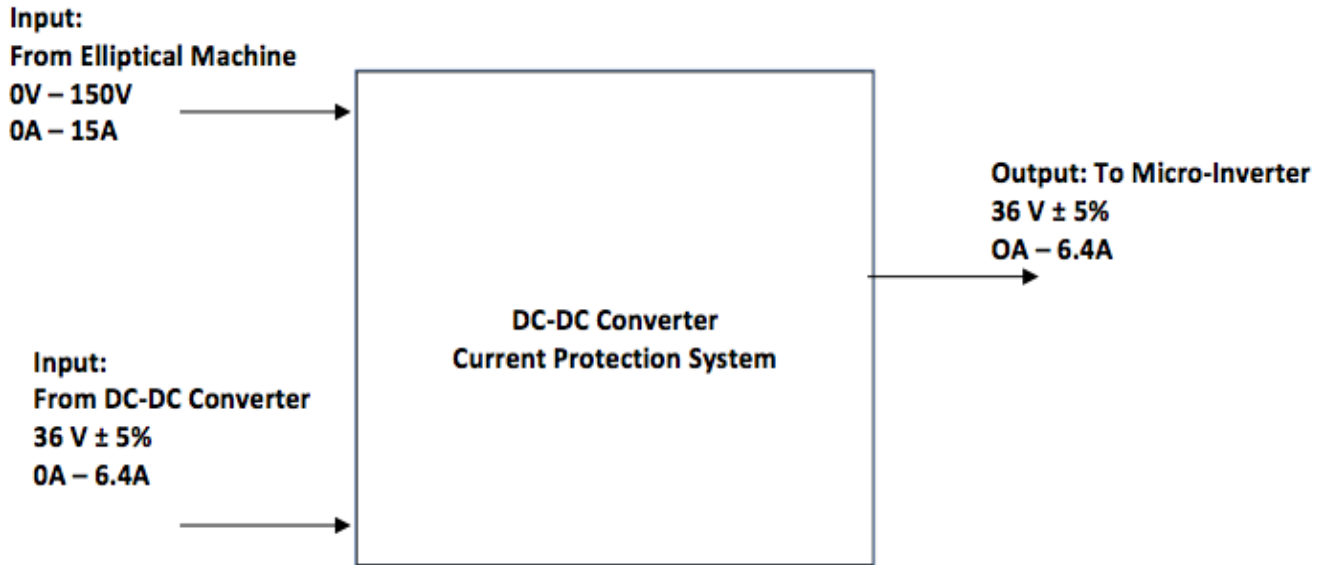 Input:
From Elliptical Machine
0V – 150V
0A – 15A
Output: To Micro-Inverter
36 V ± 5%
OA – 6.4A
DC-DC Converter
Current Protection System
Input:
From DC-DC Converter
36 V ± 5%
0A – 6.4A